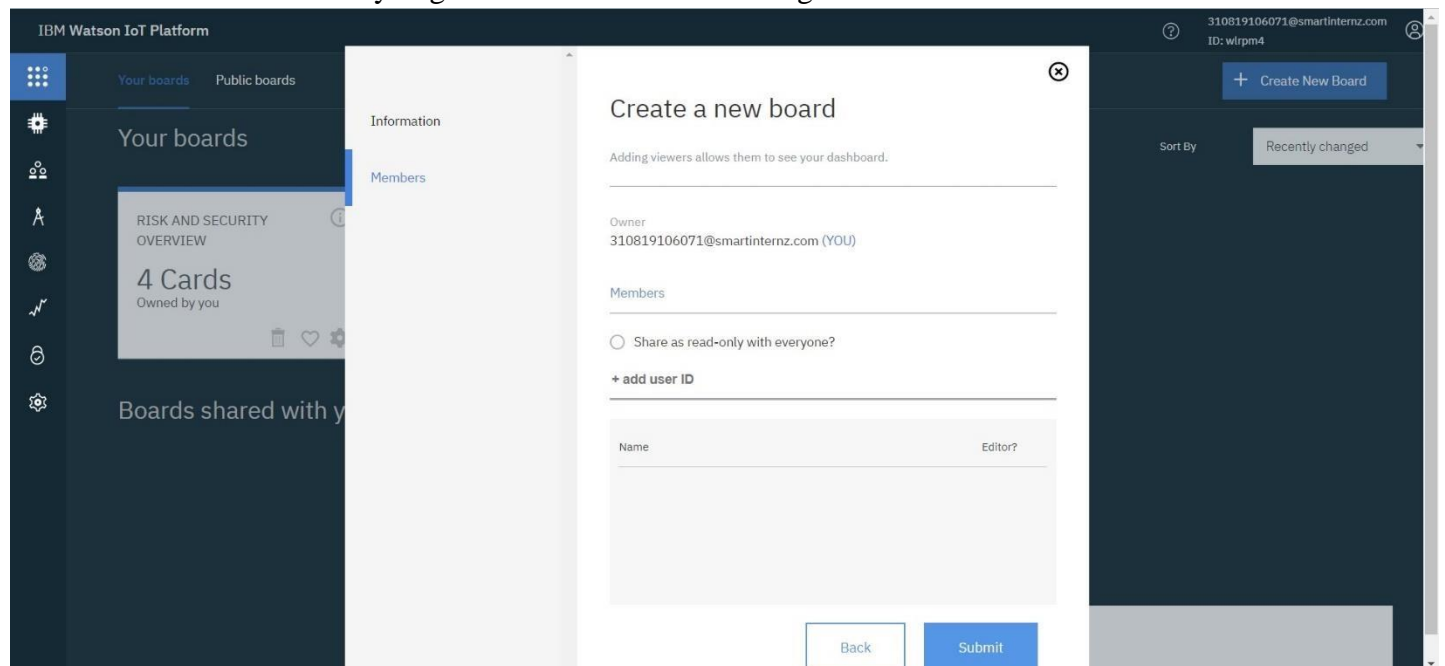 IBM Watson IoT Platform
310819106071@smartinternz.com
ID: wlrpm4
Your boards Public boards
+ Create New Board
Your boards
Sort By Recently changed
RISK AND SECURITY
OVERVIEW
4 Cards
Owned by you
Boards shared with y
Information
Members
Create a new board
Adding viewers allows them to see your dashboard.
Owner
310819106071@smartinternz.com (YOU)
Members
Share as read-only with everyone?
+ add user ID
Name Editor?
Back Submit